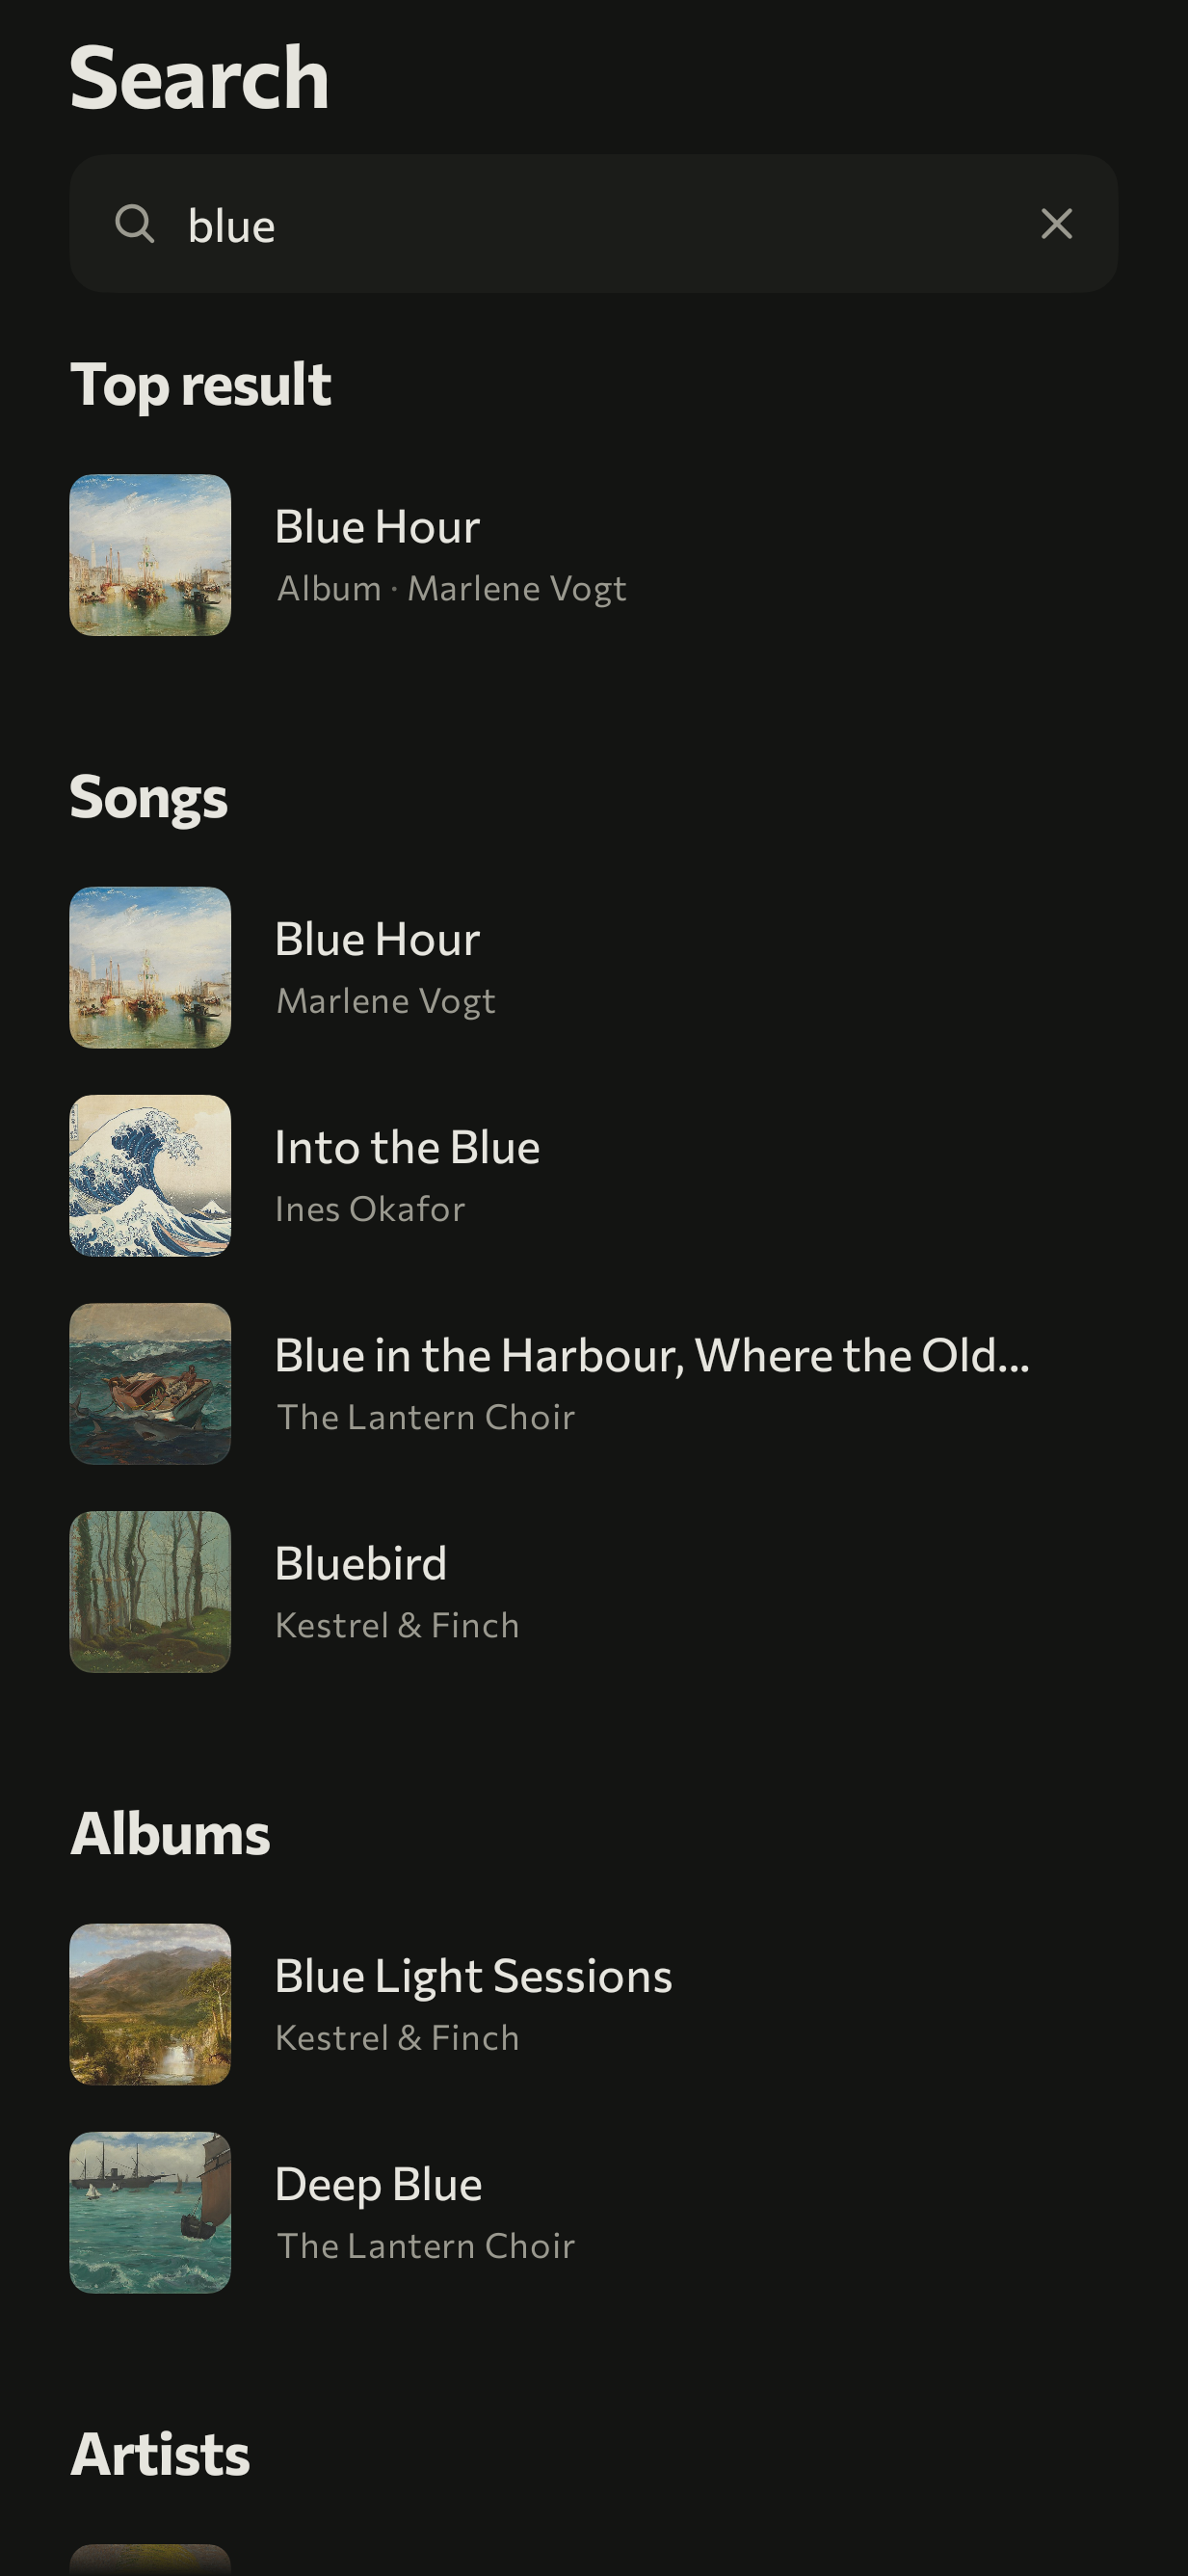 Search
blue
Top result
Blue Hour
Album · Marlene Vogt
Songs
Blue Hour
Marlene Vogt
Into the Blue
Ines Okafor
Blue in the Harbour, Where the Old...
The Lantern Choir
Bluebird
Kestrel & Finch
Albums
Blue Light Sessions
Kestrel & Finch
Deep Blue
The Lantern Choir
Artists